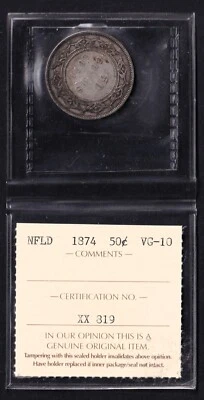 NFLD 1874 50¢ VG-10
COMMENTS
CERTIFICATION NO.
XX 819
IN OUR OPINION THIS IS A
GENUINE ORIGINAL ITEM.
Tampering with this sealed holder invalidates above opinion.
Have holder replaced if inner package/seal not intact.